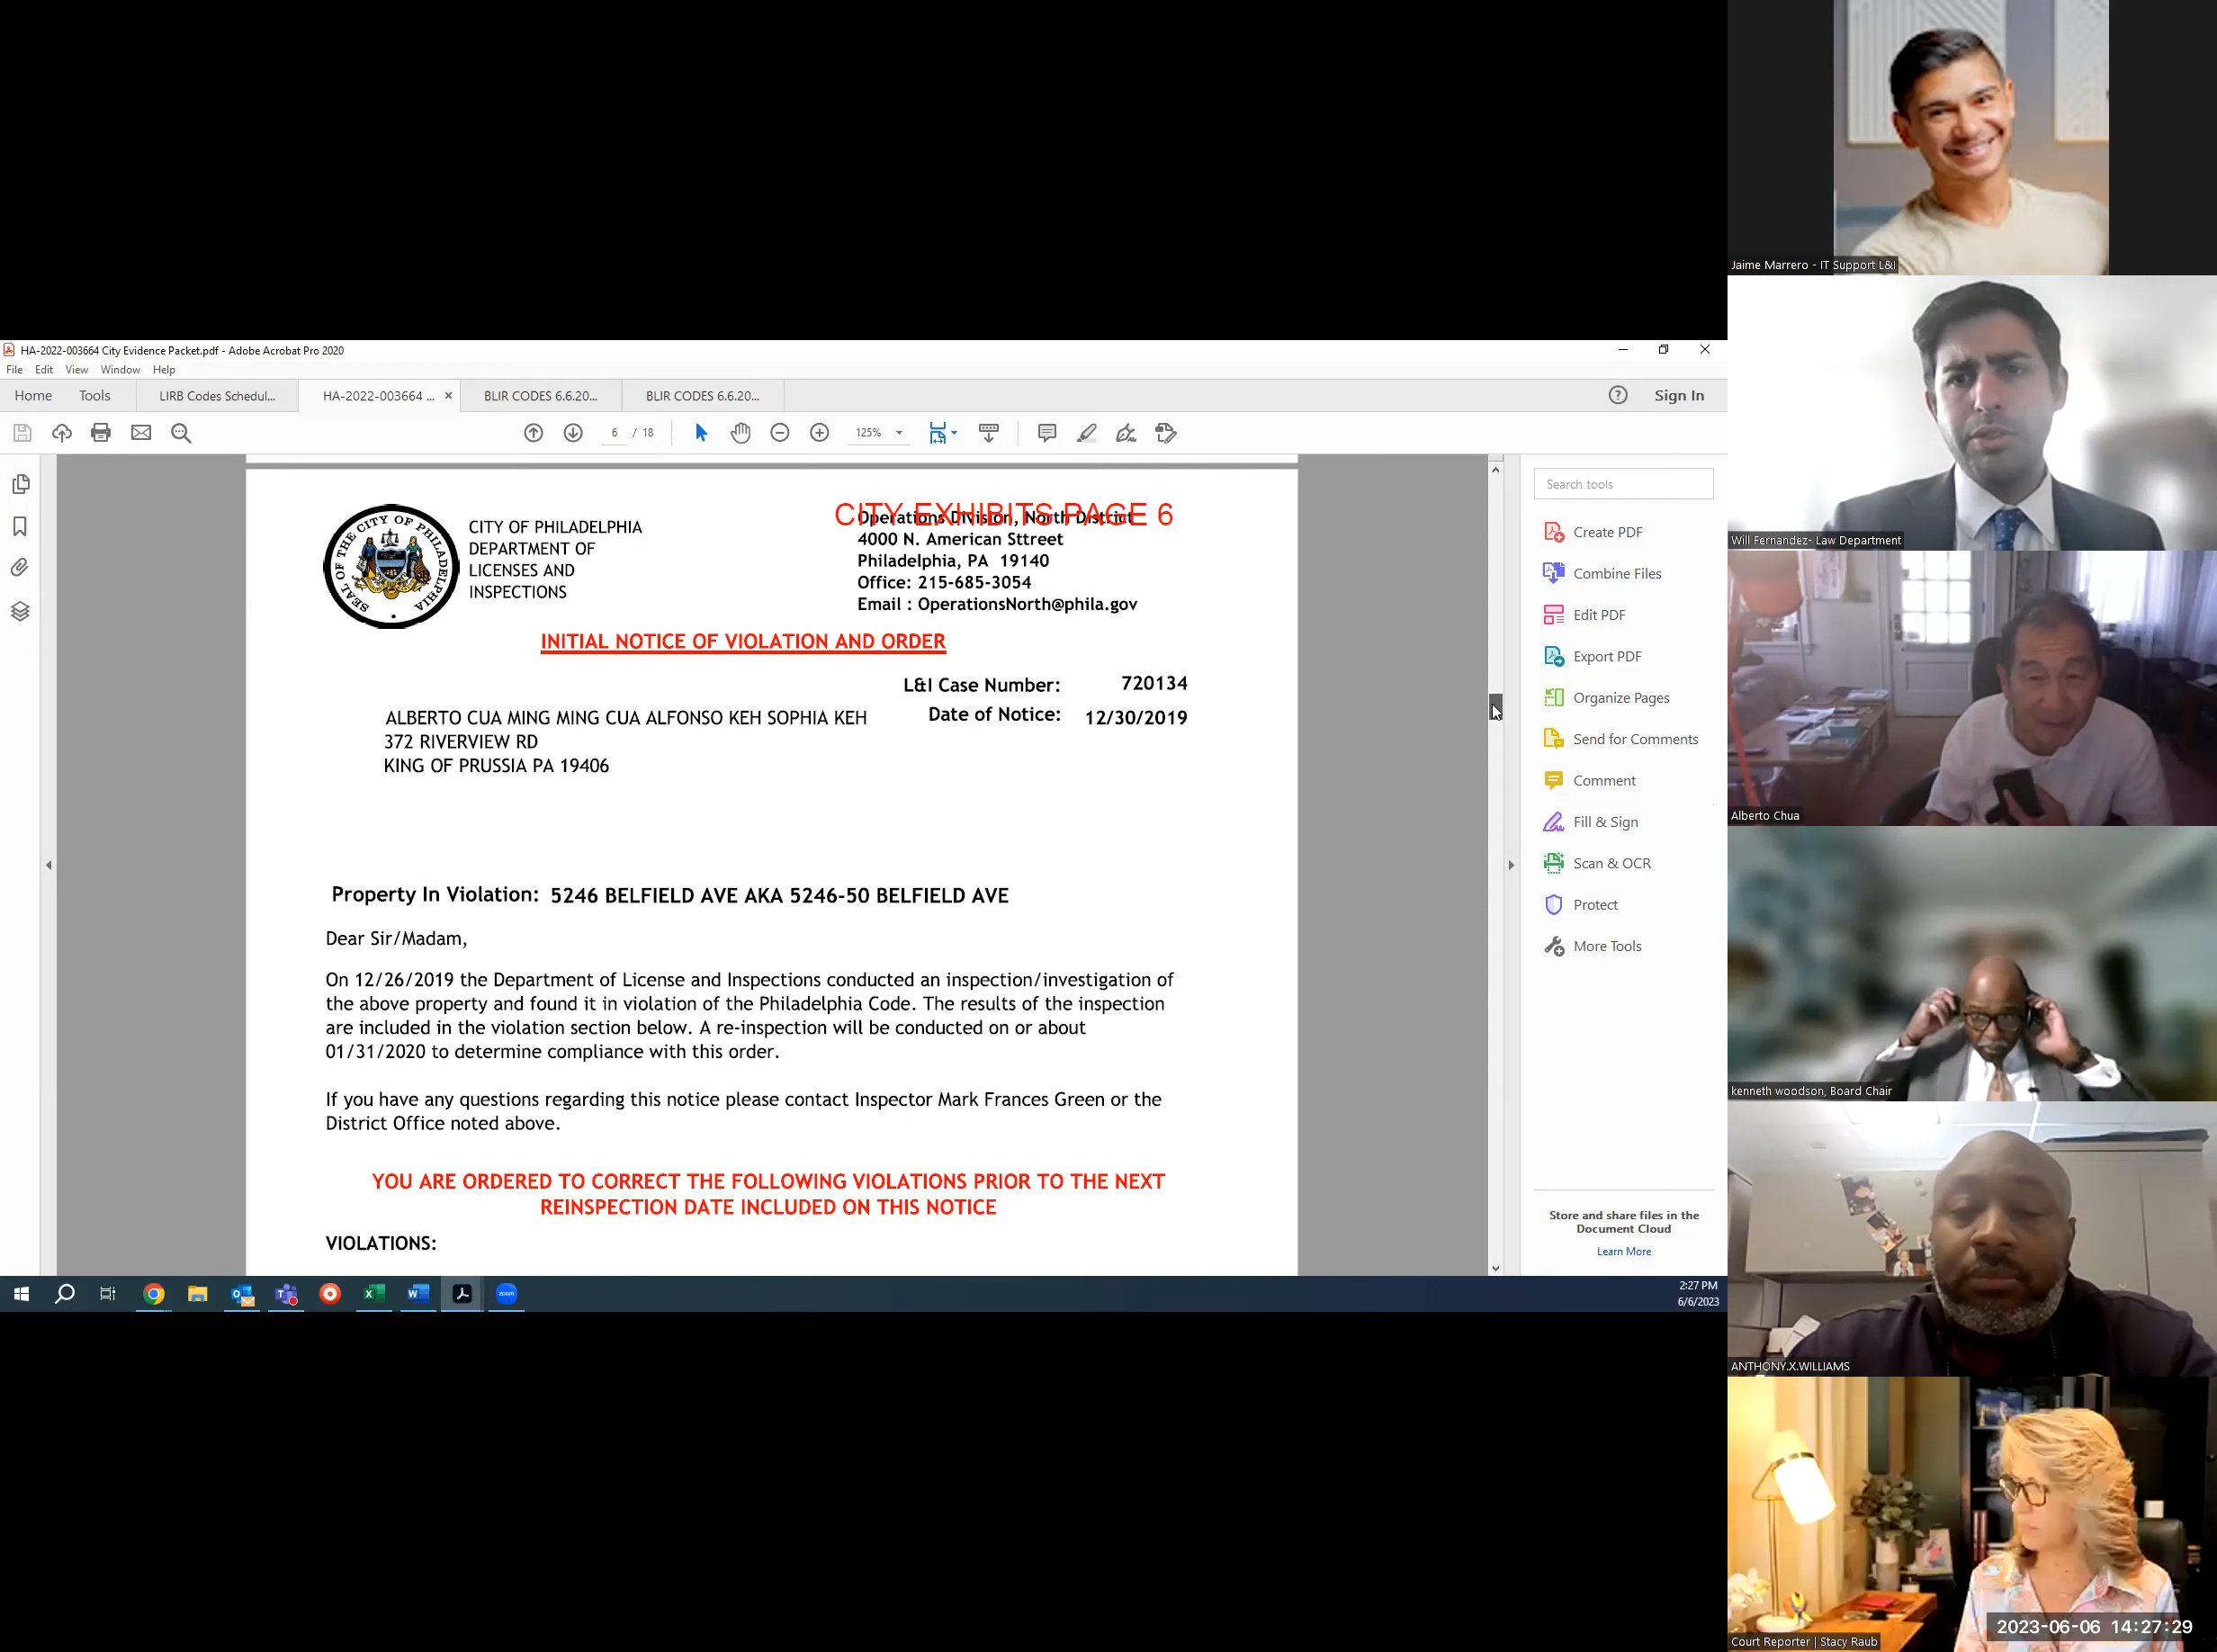 HA-2022-003664 City Evidence Packet.pdf - Adobe Acrobat Pro 2020
File Edit View Window Help
Home Tools LIRB Codes Schedul... HA-2022-003664 ... × BLIR CODES 6.6.20... BLIR CODES 6.6.20... ? Sign In
6 / 18 125%
CITY EXHIBITS PAGE 6
SEAL OF THE CITY OF PHILADELPHIA
CITY OF PHILADELPHIA
DEPARTMENT OF
LICENSES AND
INSPECTIONS
Operations Division, North District
4000 N. American Sttreet
Philadelphia, PA 19140
Office: 215-685-3054
Email : OperationsNorth@phila.gov
INITIAL NOTICE OF VIOLATION AND ORDER
L&I Case Number: 720134
Date of Notice: 12/30/2019
ALBERTO CUA MING MING CUA ALFONSO KEH SOPHIA KEH
372 RIVERVIEW RD
KING OF PRUSSIA PA 19406
Property In Violation: 5246 BELFIELD AVE AKA 5246-50 BELFIELD AVE
Dear Sir/Madam,
On 12/26/2019 the Department of License and Inspections conducted an inspection/investigation of
the above property and found it in violation of the Philadelphia Code. The results of the inspection
are included in the violation section below. A re-inspection will be conducted on or about
01/31/2020 to determine compliance with this order.
If you have any questions regarding this notice please contact Inspector Mark Frances Green or the
District Office noted above.
YOU ARE ORDERED TO CORRECT THE FOLLOWING VIOLATIONS PRIOR TO THE NEXT
REINSPECTION DATE INCLUDED ON THIS NOTICE
VIOLATIONS:
Search tools
Create PDF
Combine Files
Edit PDF
Export PDF
Organize Pages
Send for Comments
Comment
Fill & Sign
Scan & OCR
Protect
More Tools
Store and share files in the
Document Cloud
Learn More
zoom
2:27 PM
6/6/2023
Jaime Marrero - IT Support L&I
Will Fernandez- Law Department
Alberto Chua
kenneth woodson, Board Chair
ANTHONY.X.WILLIAMS
Court Reporter | Stacy Raub
2023-06-06 14:27:29